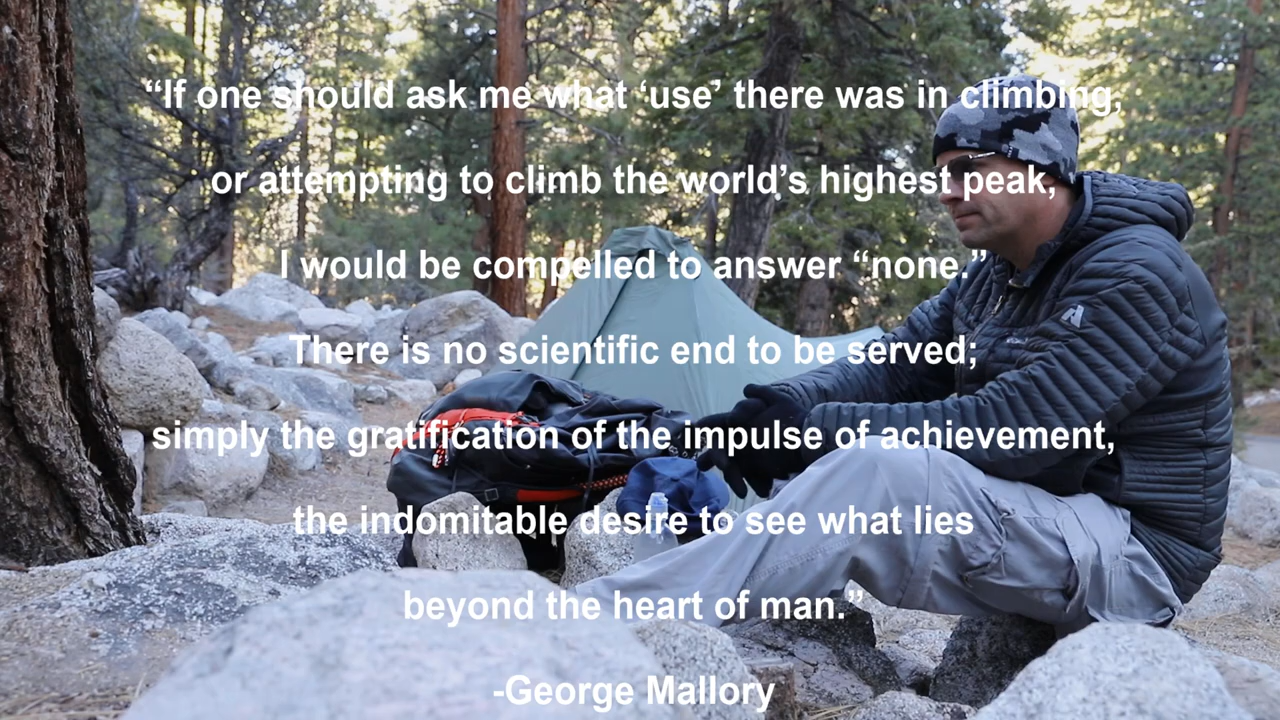 “If one should ask me what ‘use’ there was in climbing,
or attempting to climb the world’s highest peak,
I would be compelled to answer “none.”
There is no scientific end to be served;
simply the gratification of the impulse of achievement,
the indomitable desire to see what lies
beyond the heart of man.”
-George Mallory